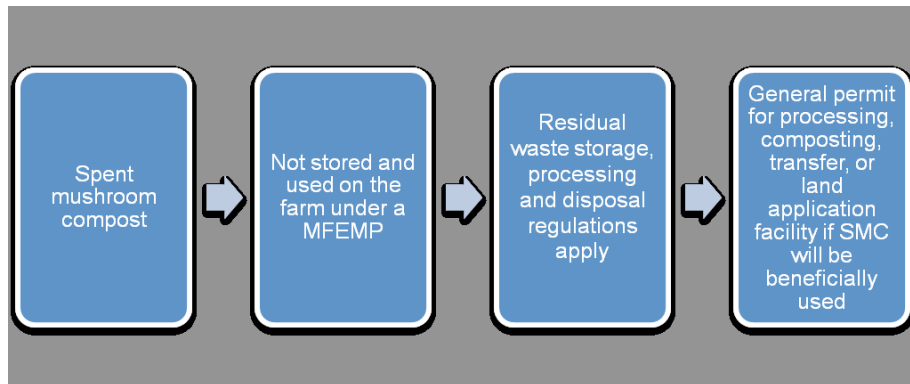 Spent
mushroom
compost
Not stored and
used on the
farm under a
MFEMP
Residual
waste storage,
processing
and disposal
regulations
apply
General permit
for processing,
composting,
transfer, or
land
application
facility if SMC
will be
beneficially
used